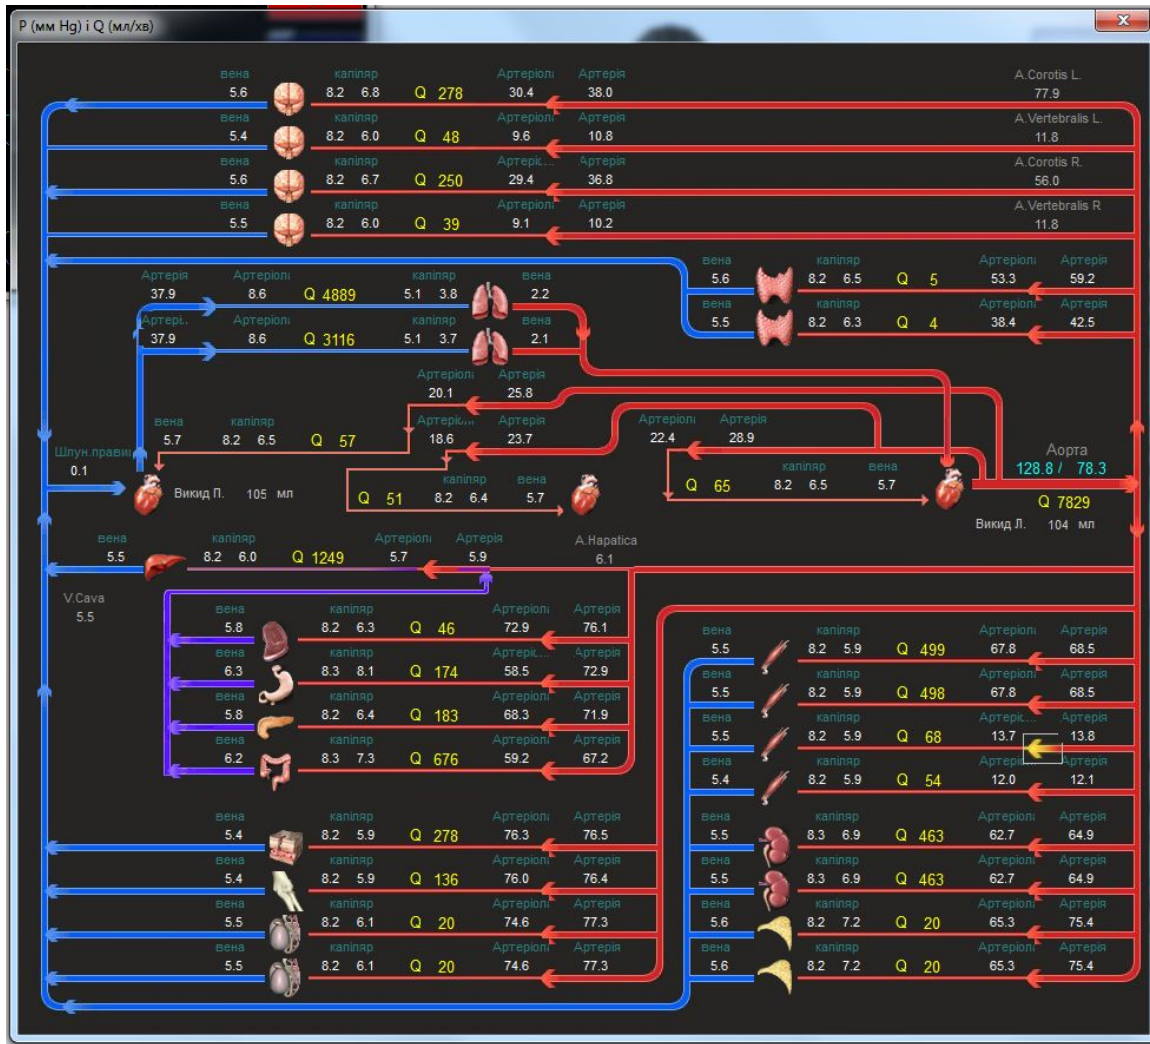 P (мм Hg) і Q (мл/хв)
вена капіляр Артеріолі Артерія A.Corotis L.
5.6 8.2 6.8 Q 278 30.4 38.0 77.9
вена капіляр Артеріолі Артерія A.Vertebralis L.
5.4 8.2 6.0 Q 48 9.6 10.8 11.8
вена капіляр Артеріс... Артерія A.Corotis R.
5.6 8.2 6.7 Q 250 29.4 36.8 56.0
вена капіляр Артеріолі Артерія A.Vertebralis R
5.5 8.2 6.0 Q 39 9.1 10.2 11.8
вена капіляр Артеріолі Артерія
5.6 8.2 6.5 Q 5 53.3 59.2
Артерія Артеріолі капіляр вена
37.9 8.6 Q 4889 5.1 3.8 2.2
вена капіляр Артеріолі Артерія
5.5 8.2 6.3 Q 4 38.4 42.5
Артері.. Артеріолі капіляр вена
37.9 8.6 Q 3116 5.1 3.7 2.1
Артеріолі Артерія
20.1 25.8
вена капіляр
5.7 8.2 6.5 Q 57
Артеріс... Артерія
18.6 23.7
Артеріолі Артерія
22.4 28.9
Шлун.прави
0.1
Викид П. 105 мл
капіляр вена
Q 51 8.2 6.4 5.7
капіляр вена
Q 65 8.2 6.5 5.7
Аорта
128.8 / 78.3
Q 7829
Викид Л. 104 мл
вена капіляр Артеріолі Артерія A.Hapatica
5.5 8.2 6.0 Q 1249 5.7 5.9 6.1
V.Cava
5.5
вена капіляр Артеріолі Артерія
5.8 8.2 6.3 Q 46 72.9 76.1
вена капіляр Артеріс... Артерія
6.3 8.3 8.1 Q 174 58.5 72.9
вена капіляр Артеріолі Артерія
5.8 8.2 6.4 Q 183 68.3 71.9
вена капіляр Артеріолі Артерія
6.2 8.3 7.3 Q 676 59.2 67.2
вена капіляр Артеріолі Артерія
5.5 8.2 5.9 Q 499 67.8 68.5
вена капіляр Артеріолі Артерія
5.5 8.2 5.9 Q 498 67.8 68.5
вена капіляр Артеріс... Артерія
5.5 8.2 5.9 Q 68 13.7 13.8
вена капіляр Артеріолі Артерія
5.4 8.2 5.9 Q 54 12.0 12.1
вена капіляр Артеріолі Артерія
5.4 8.2 5.9 Q 278 76.3 76.5
вена капіляр Артеріолі Артерія
5.4 8.2 5.9 Q 136 76.0 76.4
вена капіляр Артеріолі Артерія
5.5 8.2 6.1 Q 20 74.6 77.3
вена капіляр Артеріолі Артерія
5.5 8.2 6.1 Q 20 74.6 77.3
вена капіляр Артеріолі Артерія
5.5 8.3 6.9 Q 463 62.7 64.9
вена капіляр Артеріолі Артерія
5.5 8.3 6.9 Q 463 62.7 64.9
вена капіляр Артеріолі Артерія
5.6 8.2 7.2 Q 20 65.3 75.4
вена капіляр Артеріолі Артерія
5.6 8.2 7.2 Q 20 65.3 75.4